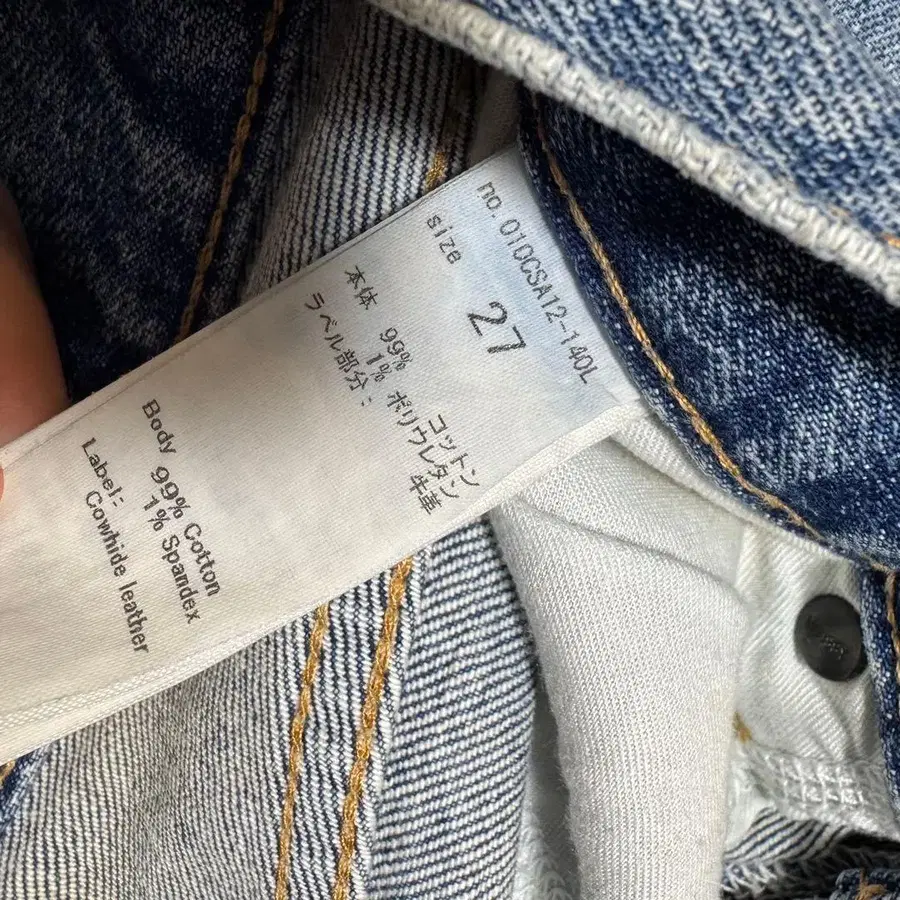 no. 010CSA12-140L
size
27
本体 99% コットン
1% ポリウレタン
ラベル部分: 牛革
Body 99% Cotton
1% Spandex
Label:
Cowhide leather